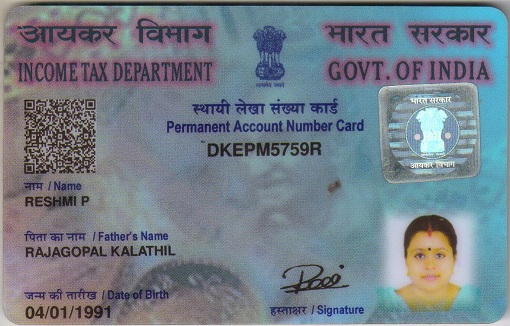 आयकर विभाग
INCOME TAX DEPARTMENT
भारत सरकार
GOVT. OF INDIA
स्थायी लेखा संख्या कार्ड
Permanent Account Number Card
DKEPM5759R
भारत सरकार
आयकर विभाग
नाम / Name
RESHMI P
पिता का नाम / Father's Name
RAJAGOPAL KALATHIL
जन्म की तारीख / Date of Birth
04/01/1991
हस्ताक्षर / Signature